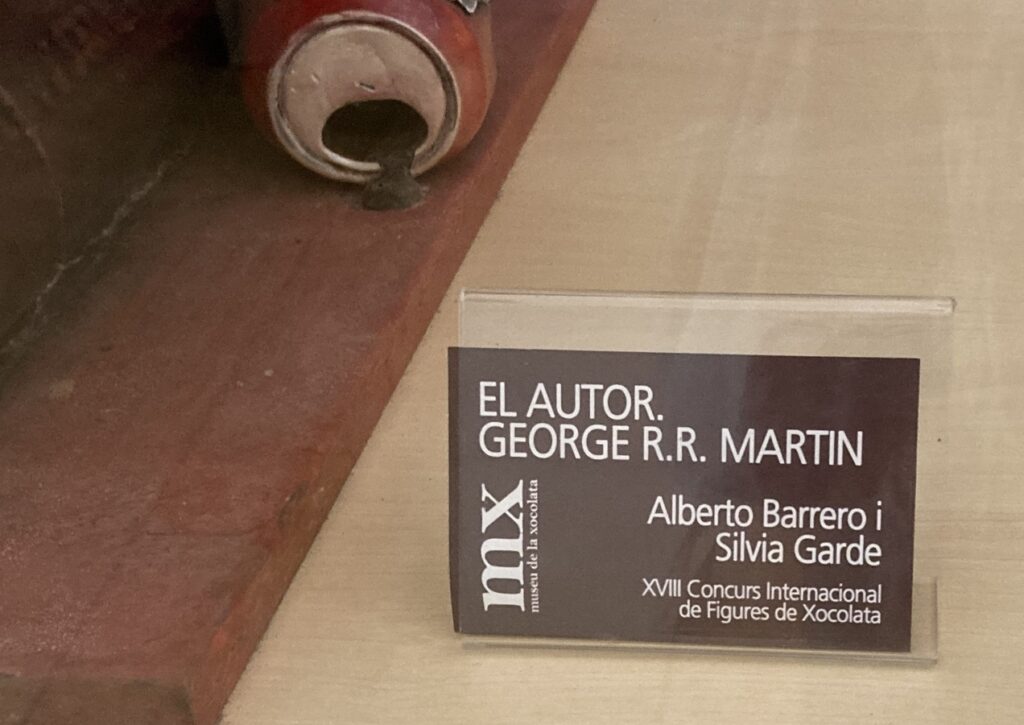 EL AUTOR.
GEORGE R.R. MARTIN
Alberto Barrero i
Silvia Garde
XVIII Concurs Internacional
de Figures de Xocolata
mx
museu de la xocolata